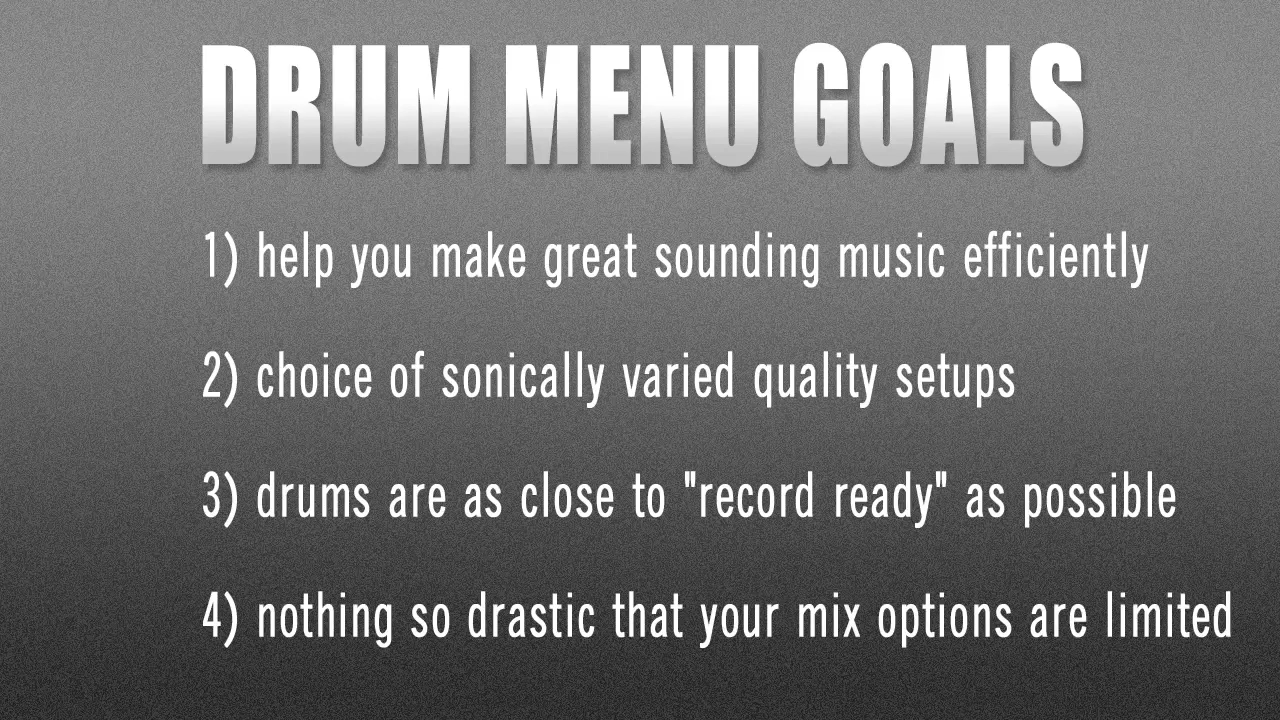 DRUM MENU GOALS
1) help you make great sounding music efficiently
2) choice of sonically varied quality setups
3) drums are as close to "record ready" as possible
4) nothing so drastic that your mix options are limited